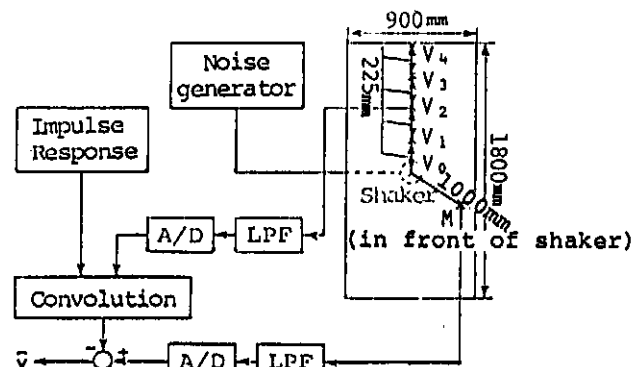 900mm
Noise
generator
Impulse
Response
225mm
V4
V3
V2
V1
V0
1800mm
Shaker
1000mm
M
(in front of shaker)
A/D
LPF
Convolution
- +
A/D
LPF